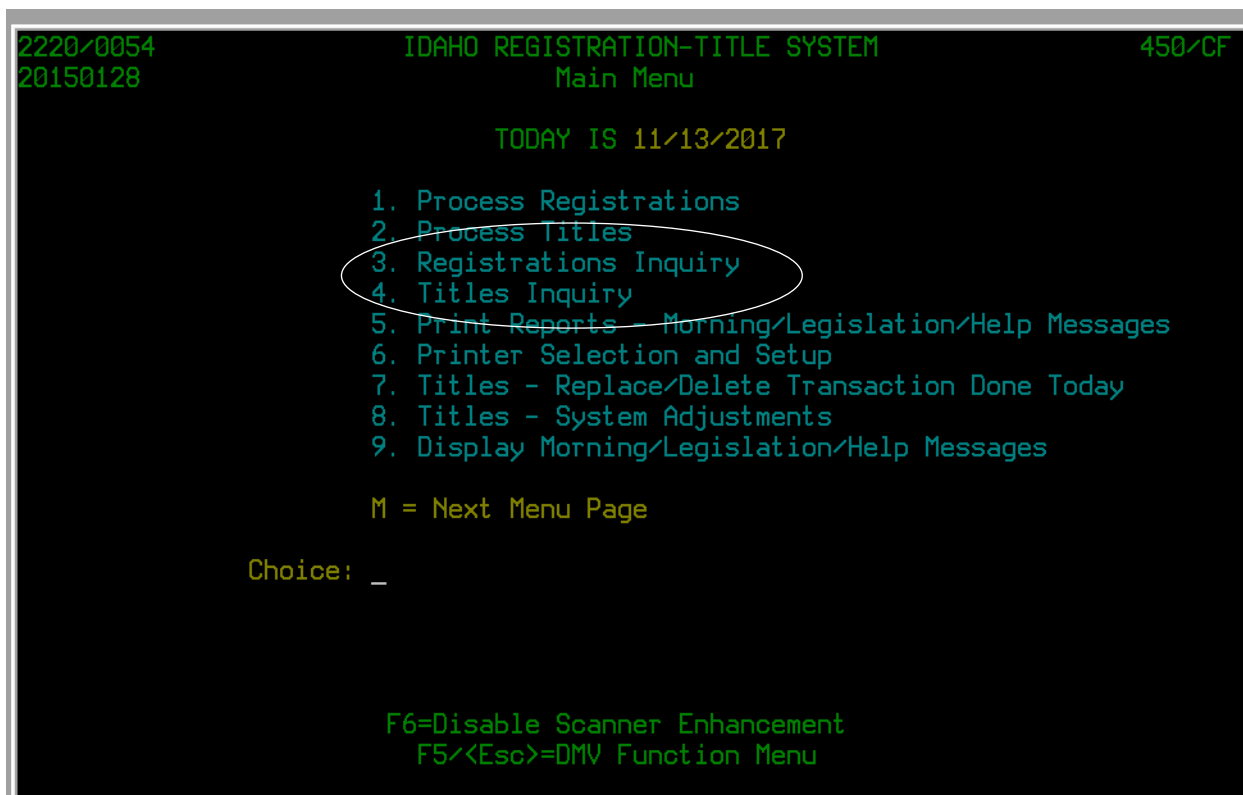 2220/0054 IDAHO REGISTRATION-TITLE SYSTEM 450/CF
20150128 Main Menu
TODAY IS 11/13/2017
1. Process Registrations
2. Process Titles
3. Registrations Inquiry
4. Titles Inquiry
5. Print Reports - Morning/Legislation/Help Messages
6. Printer Selection and Setup
7. Titles - Replace/Delete Transaction Done Today
8. Titles - System Adjustments
9. Display Morning/Legislation/Help Messages
M = Next Menu Page
Choice: _
F6=Disable Scanner Enhancement
F5/<Esc>=DMV Function Menu